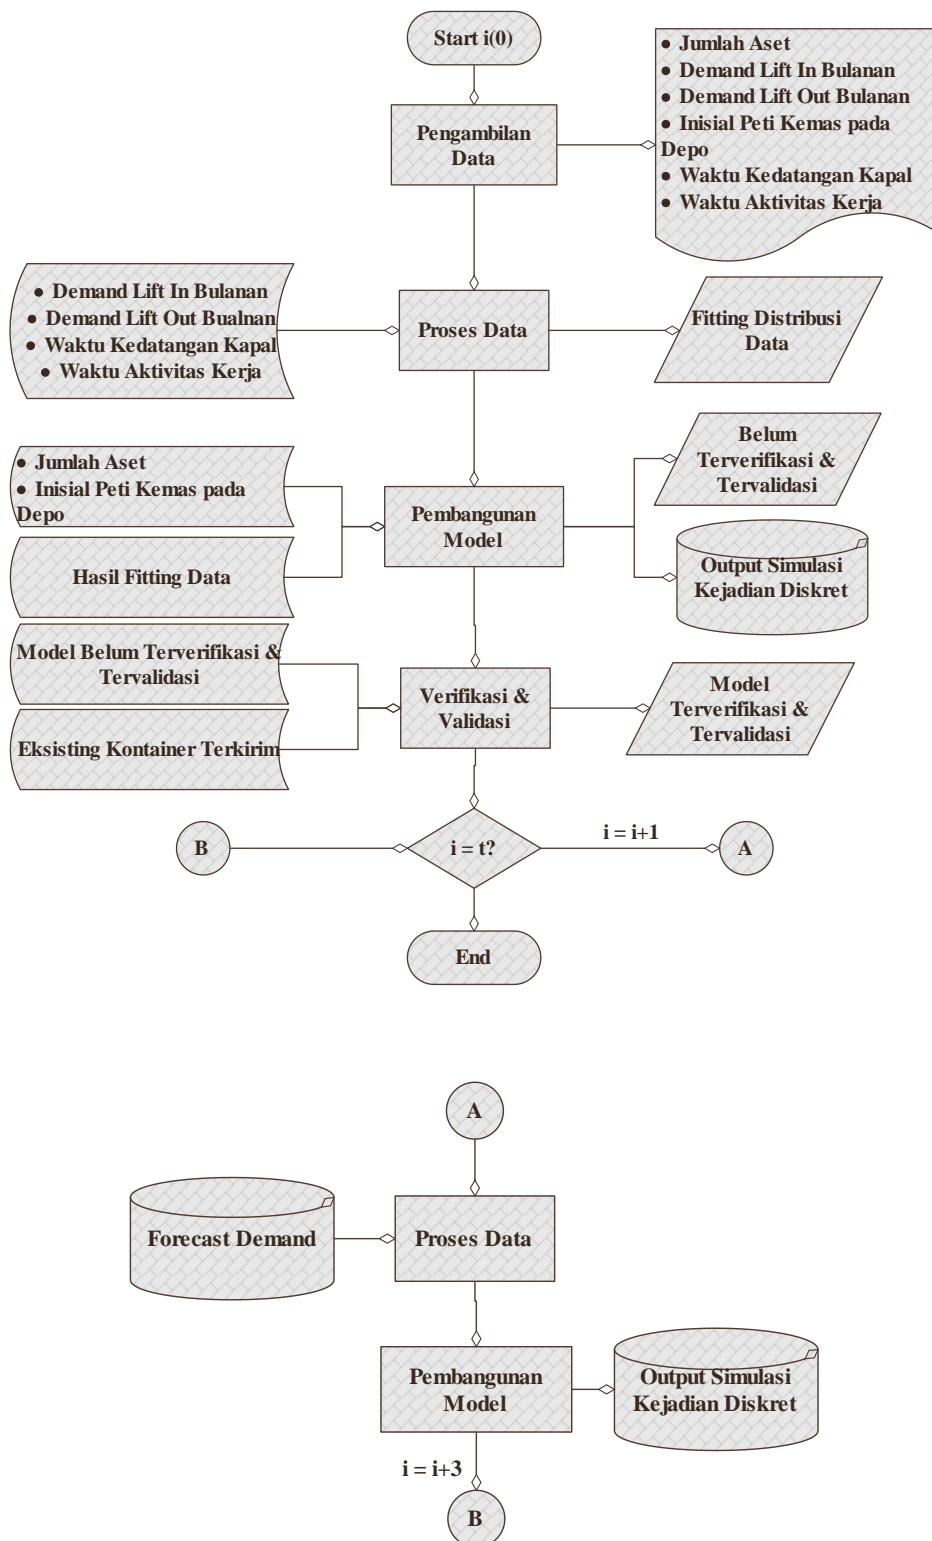 Start i(0)
● Jumlah Aset
● Demand Lift In Bulanan
● Demand Lift Out Bulanan
● Inisial Peti Kemas pada
Depo
● Waktu Kedatangan Kapal
● Waktu Aktivitas Kerja
Pengambilan
Data
● Demand Lift In Bulanan
● Demand Lift Out Bualnan
● Waktu Kedatangan Kapal
● Waktu Aktivitas Kerja
Proses Data
Fitting Distribusi
Data
● Jumlah Aset
● Inisial Peti Kemas pada
Depo
Hasil Fitting Data
Pembangunan
Model
Belum
Terverifikasi &
Tervalidasi
Output Simulasi
Kejadian Diskret
Model Belum Terverifikasi &
Tervalidasi
Eksisting Kontainer Terkirim
Verifikasi &
Validasi
Model
Terverifikasi &
Tervalidasi
B
i = t?
i = i+1
A
End
A
Forecast Demand
Proses Data
Pembangunan
Model
Output Simulasi
Kejadian Diskret
i = i+3
B